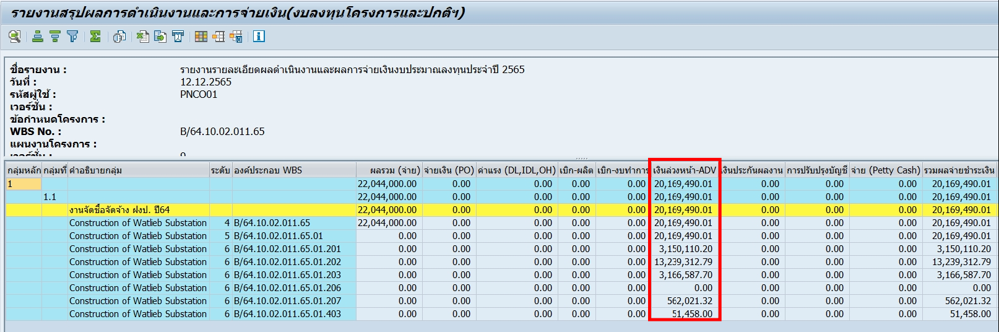 รายงานสรุปผลการดำเนินงานและการจ่ายเงิน(งบลงทุนโครงการและปกติฯ)
ชื่อรายงาน : รายงานรายละเอียดผลดำเนินงานและผลการจ่ายเงินงบประมาณลงทุนประจำปี 2565
วันที่ : 12.12.2565
รหัสผู้ใช้ : PNCO01
เวอร์ชั่น :
ข้อกำหนดโครงการ :
WBS No. : B/64.10.02.011.65
แผนงานโครงการ :
เวอร์ชั่น : 0
กลุ่มหลัก กลุ่มที่ คำอธิบายกลุ่ม ระดับ องค์ประกอบ WBS ผลรวม (จ่าย) จ่ายเงิน (PO) ค่าแรง (DL,IDL,OH) เบิก-ผลิต เบิก-งบทำการ เงินล่วงหน้า-ADV เงินประกันผลงาน การปรับปรุงบัญชี จ่าย (Petty Cash) รวมผลจ่ายชำระเงิน
1 22,044,000.00 0.00 0.00 0.00 0.00 20,169,490.01 0.00 0.00 0.00 20,169,490.01
1.1 22,044,000.00 0.00 0.00 0.00 0.00 20,169,490.01 0.00 0.00 0.00 20,169,490.01
งานจัดซื้อจัดจ้าง ฝงป. ปี64 22,044,000.00 0.00 0.00 0.00 0.00 20,169,490.01 0.00 0.00 0.00 20,169,490.01
Construction of Watlieb Substation 4 B/64.10.02.011.65 22,044,000.00 0.00 0.00 0.00 0.00 20,169,490.01 0.00 0.00 0.00 20,169,490.01
Construction of Watlieb Substation 5 B/64.10.02.011.65.01 0.00 0.00 0.00 0.00 0.00 20,169,490.01 0.00 0.00 0.00 20,169,490.01
Construction of Watlieb Substation 6 B/64.10.02.011.65.01.201 0.00 0.00 0.00 0.00 0.00 3,150,110.20 0.00 0.00 0.00 3,150,110.20
Construction of Watlieb Substation 6 B/64.10.02.011.65.01.202 0.00 0.00 0.00 0.00 0.00 13,239,312.79 0.00 0.00 0.00 13,239,312.79
Construction of Watlieb Substation 6 B/64.10.02.011.65.01.203 0.00 0.00 0.00 0.00 0.00 3,166,587.70 0.00 0.00 0.00 3,166,587.70
Construction of Watlieb Substation 6 B/64.10.02.011.65.01.206 0.00 0.00 0.00 0.00 0.00 0.00 0.00 0.00 0.00 0.00
Construction of Watlieb Substation 6 B/64.10.02.011.65.01.207 0.00 0.00 0.00 0.00 0.00 562,021.32 0.00 0.00 0.00 562,021.32
Construction of Watlieb Substation 6 B/64.10.02.011.65.01.403 0.00 0.00 0.00 0.00 0.00 51,458.00 0.00 0.00 0.00 51,458.00